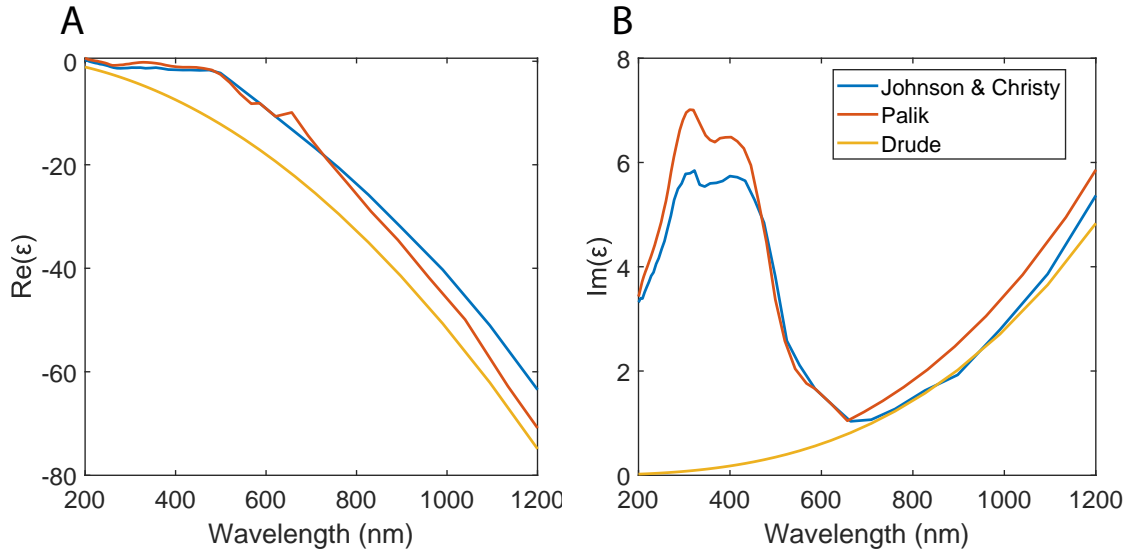 A
0
-20
-40
-60
-80
200
400
600
800
1000
1200
Re(ε)
Wavelength (nm)
B
8
6
4
2
0
200
400
600
800
1000
1200
Im(ε)
Wavelength (nm)
Johnson & Christy
Palik
Drude